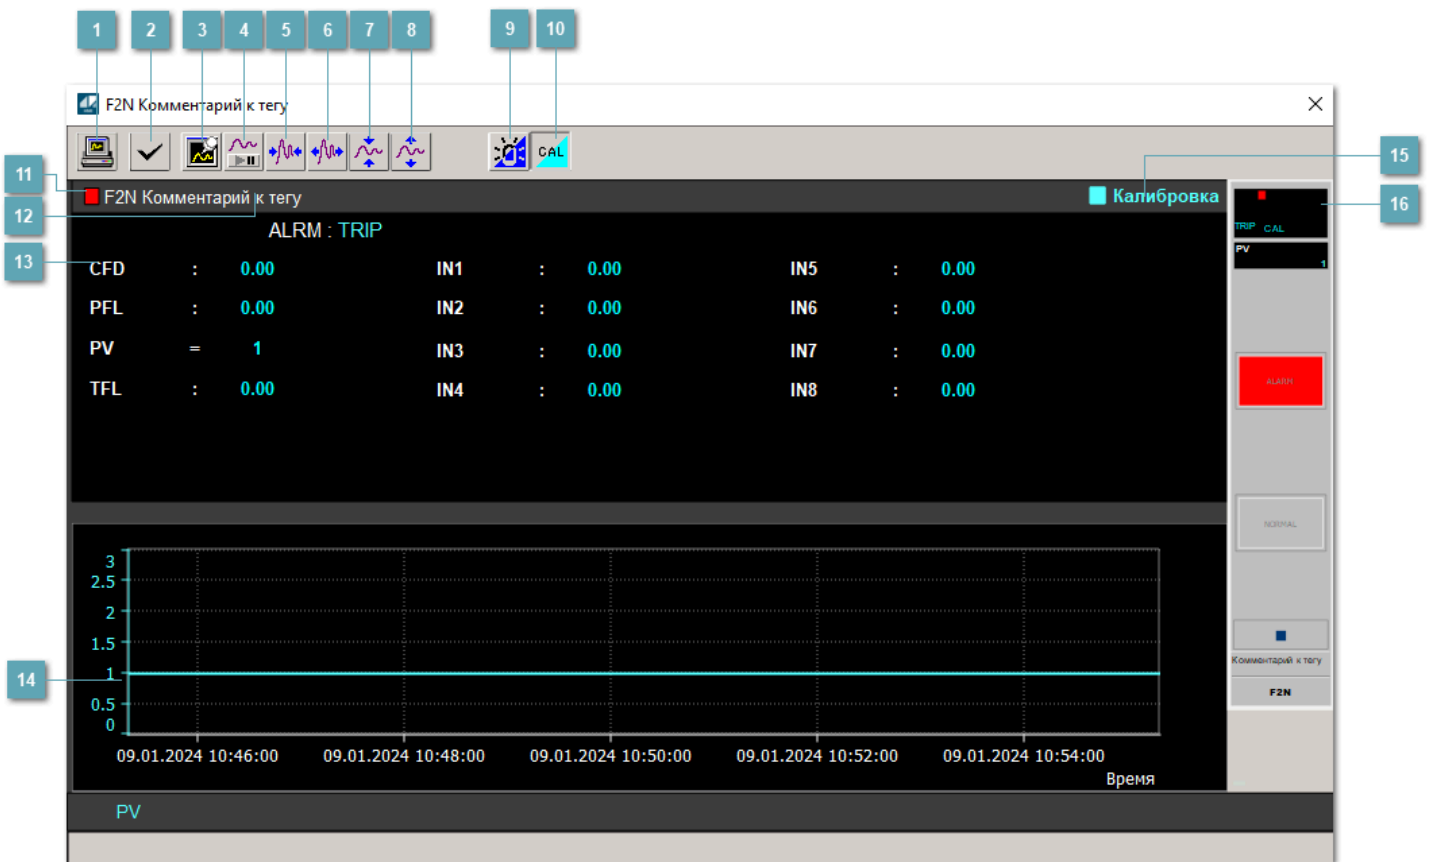 1 2 3 4 5 6 7 8 9 10
F2N Комментарий к тегу
CAL
11
12
13
14
15
16
F2N Комментарий к тегу
Калибровка
ALRM : TRIP
CFD : 0.00 IN1 : 0.00 IN5 : 0.00
PFL : 0.00 IN2 : 0.00 IN6 : 0.00
PV = 1 IN3 : 0.00 IN7 : 0.00
TFL : 0.00 IN4 : 0.00 IN8 : 0.00
TRIP CAL
PV
1
ALARM
NORMAL
Комментарий к тегу
F2N
3
2.5
2
1.5
1
0.5
0
09.01.2024 10:46:00 09.01.2024 10:48:00 09.01.2024 10:50:00 09.01.2024 10:52:00 09.01.2024 10:54:00
Время
PV